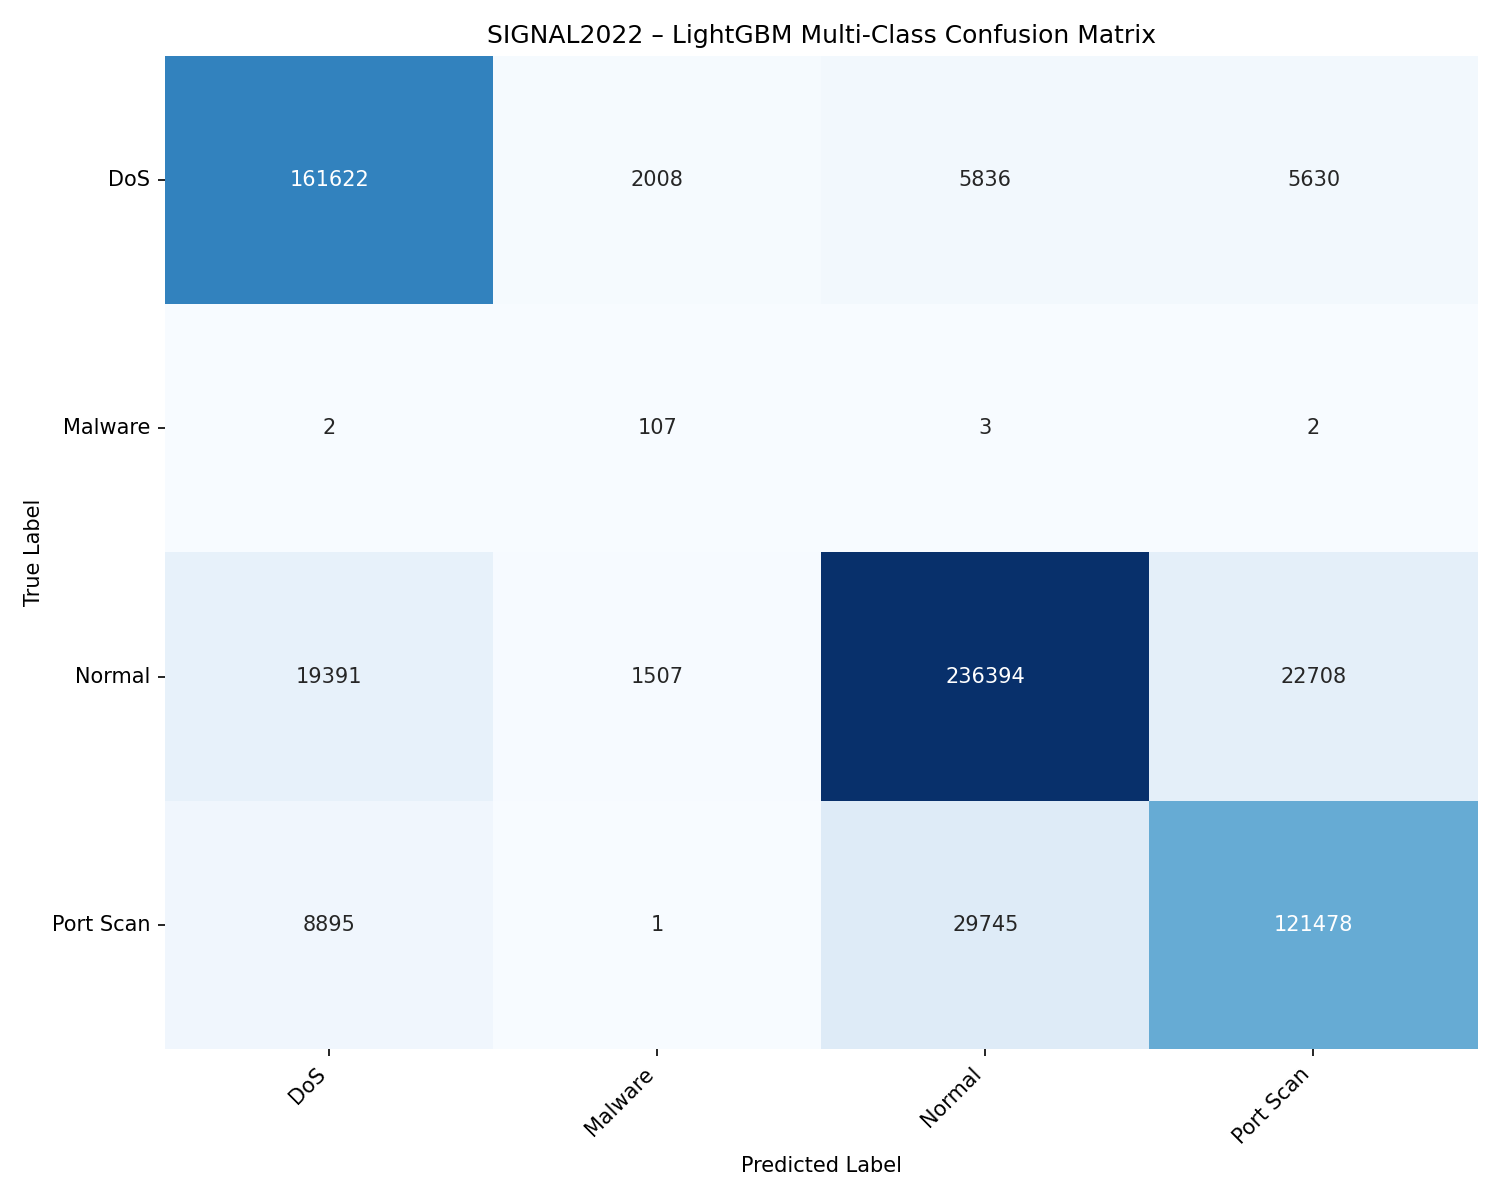 SIGNAL2022 – LightGBM Multi-Class Confusion Matrix
True Label
DoS 161622 2008 5836 5630
Malware 2 107 3 2
Normal 19391 1507 236394 22708
Port Scan 8895 1 29745 121478
DoS Malware Normal Port Scan
Predicted Label